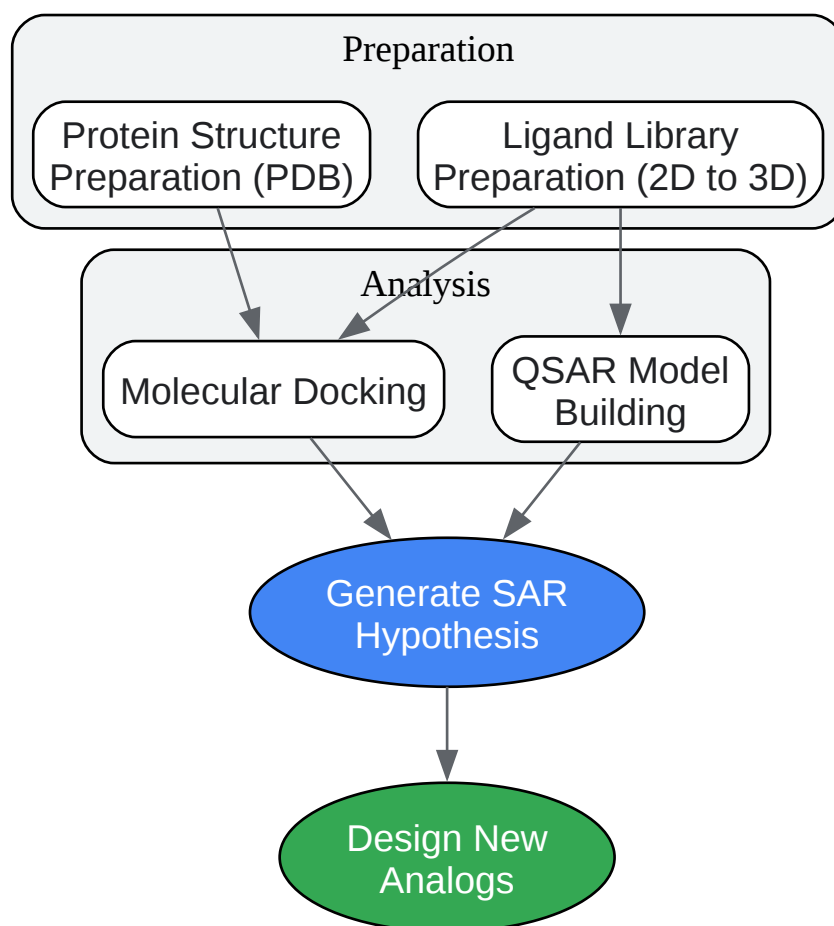 Preparation
Protein Structure
Preparation (PDB)
Ligand Library
Preparation (2D to 3D)
Analysis
Molecular Docking
QSAR Model
Building
Generate SAR
Hypothesis
Design New
Analogs